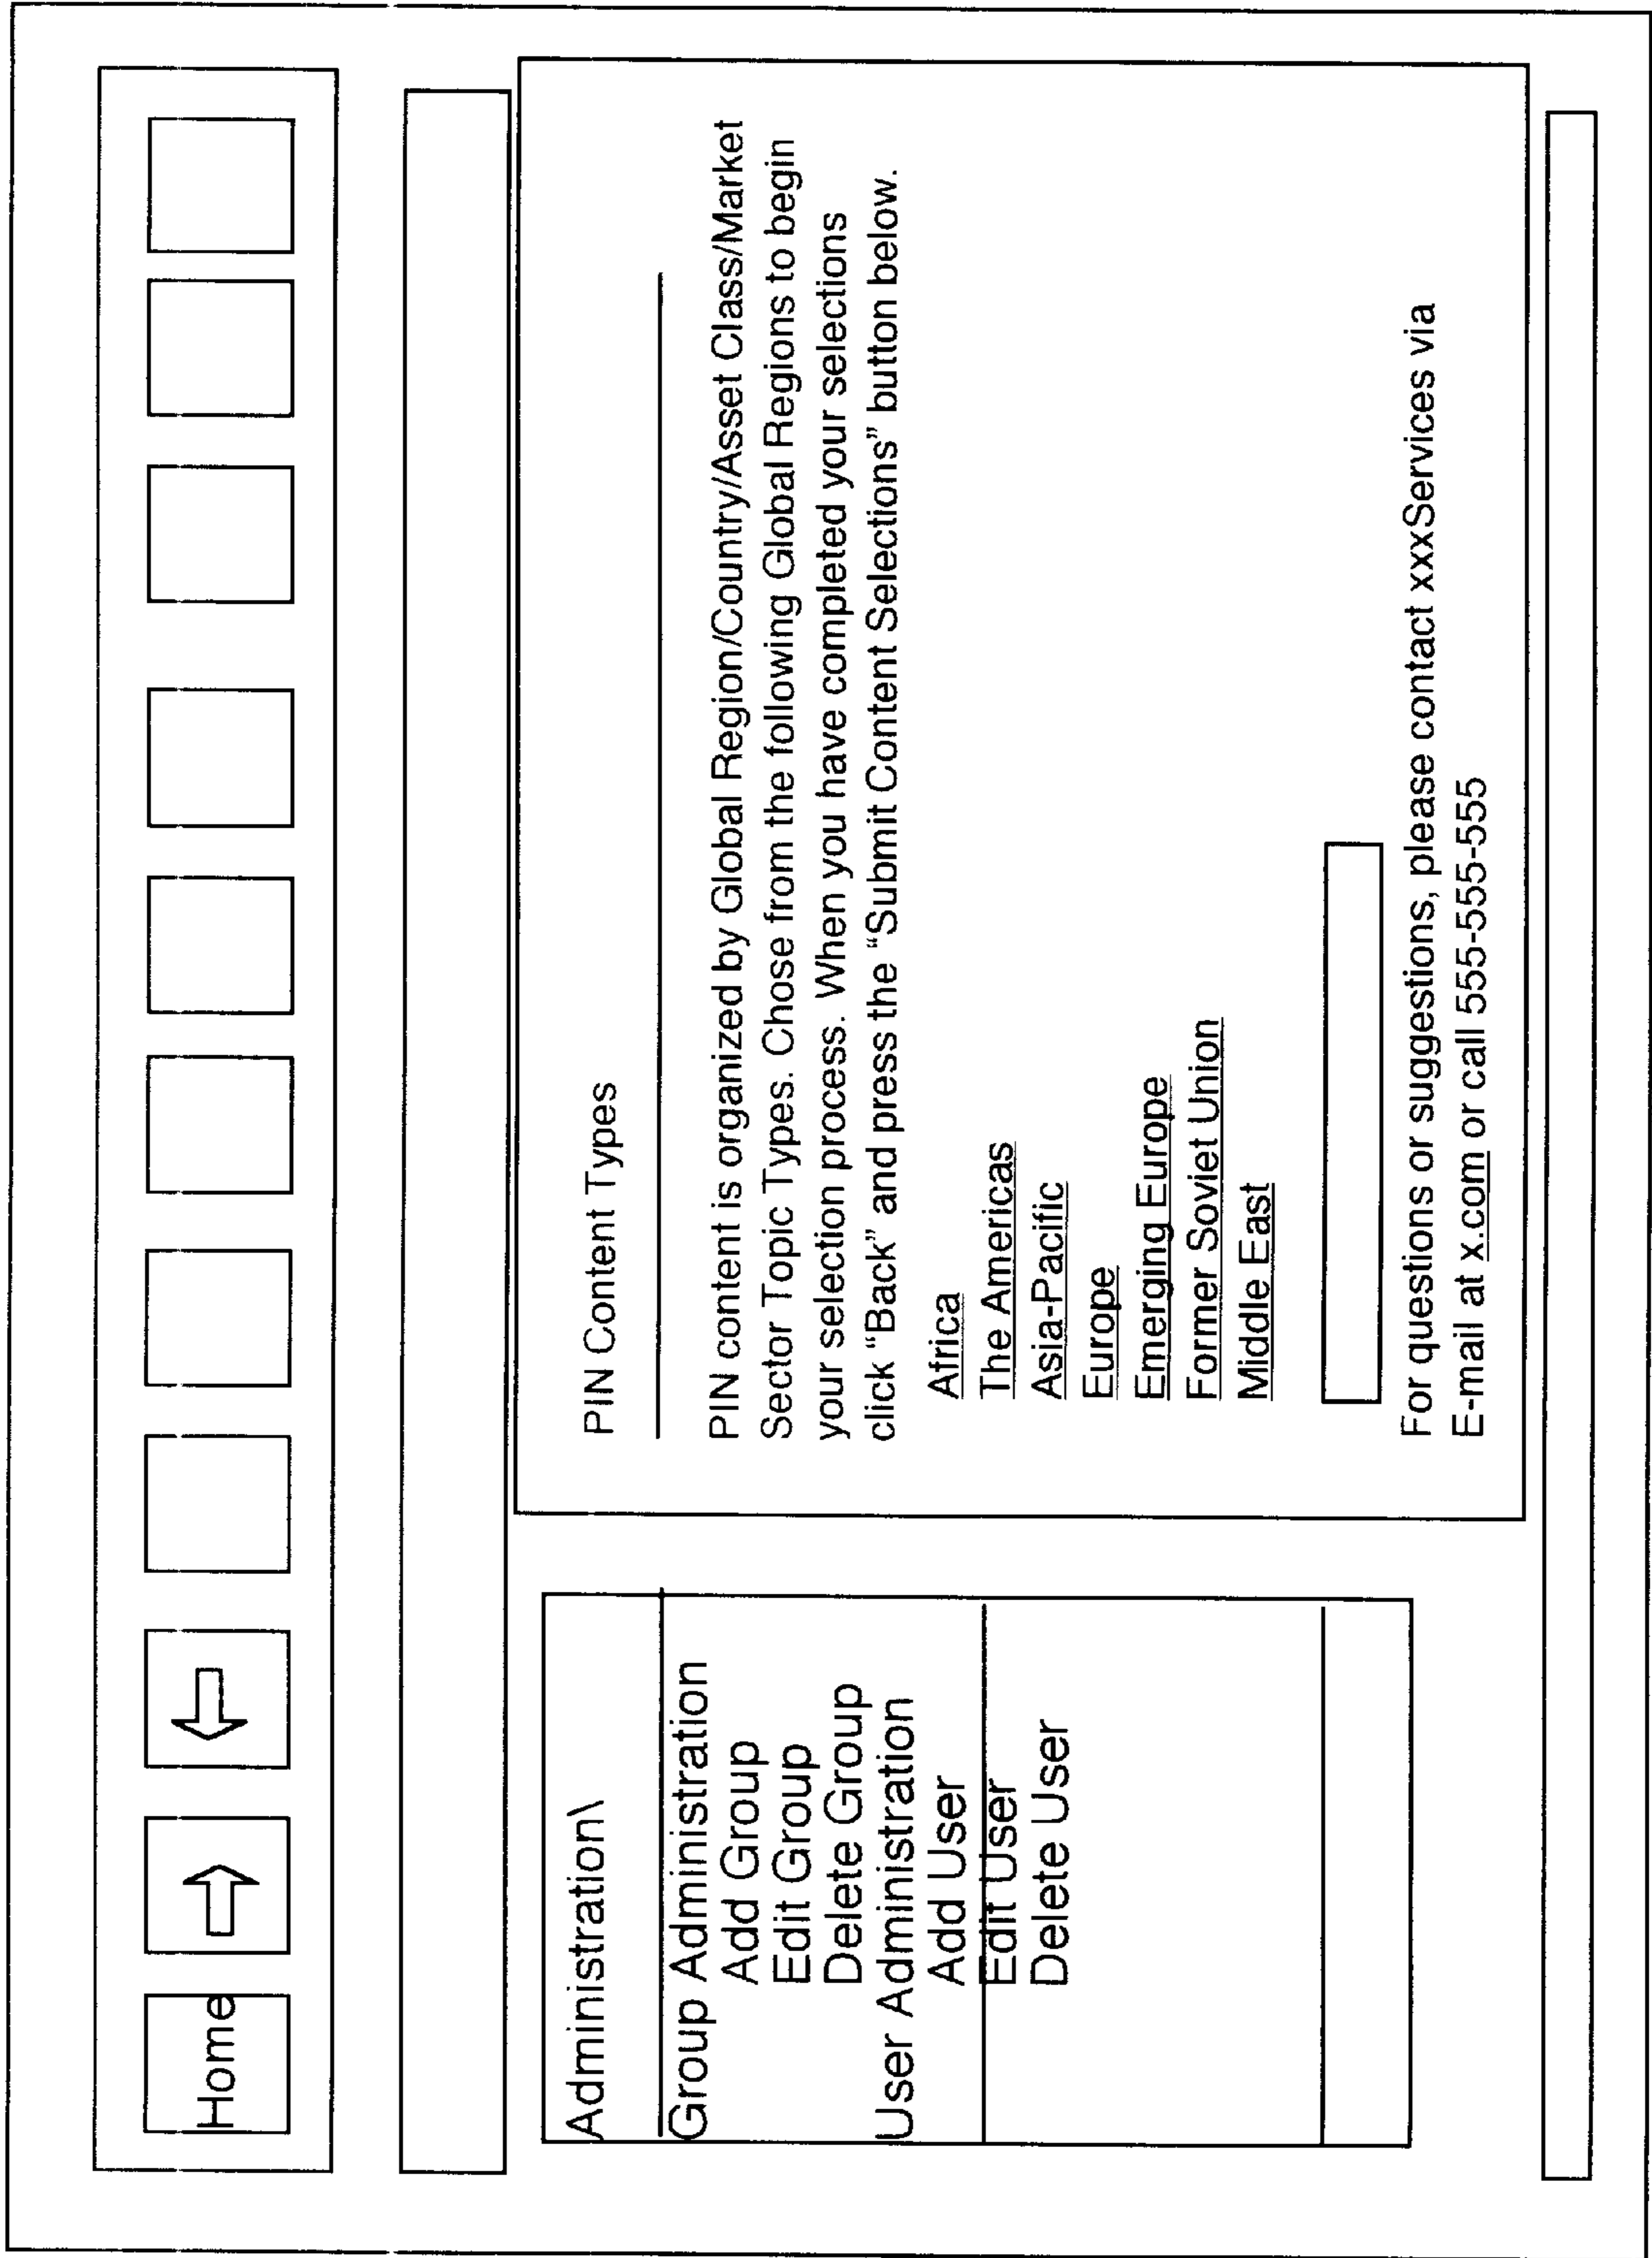 Home
Administration\
Group Administration
Add Group
Edit Group
Delete Group
User Administration
Add User
Edit User
Delete User
PIN Content Types
PIN content is organized by Global Region/Country/Asset Class/Market
Sector Topic Types. Chose from the following Global Regions to begin
your selection process. When you have completed your selections
click “Back” and press the “Submit Content Selections” button below.
Africa
The Americas
Asia-Pacific
Europe
Emerging Europe
Former Soviet Union
Middle East
For questions or suggestions, please contact xxxServices via
E-mail at x.com or call 555-555-555